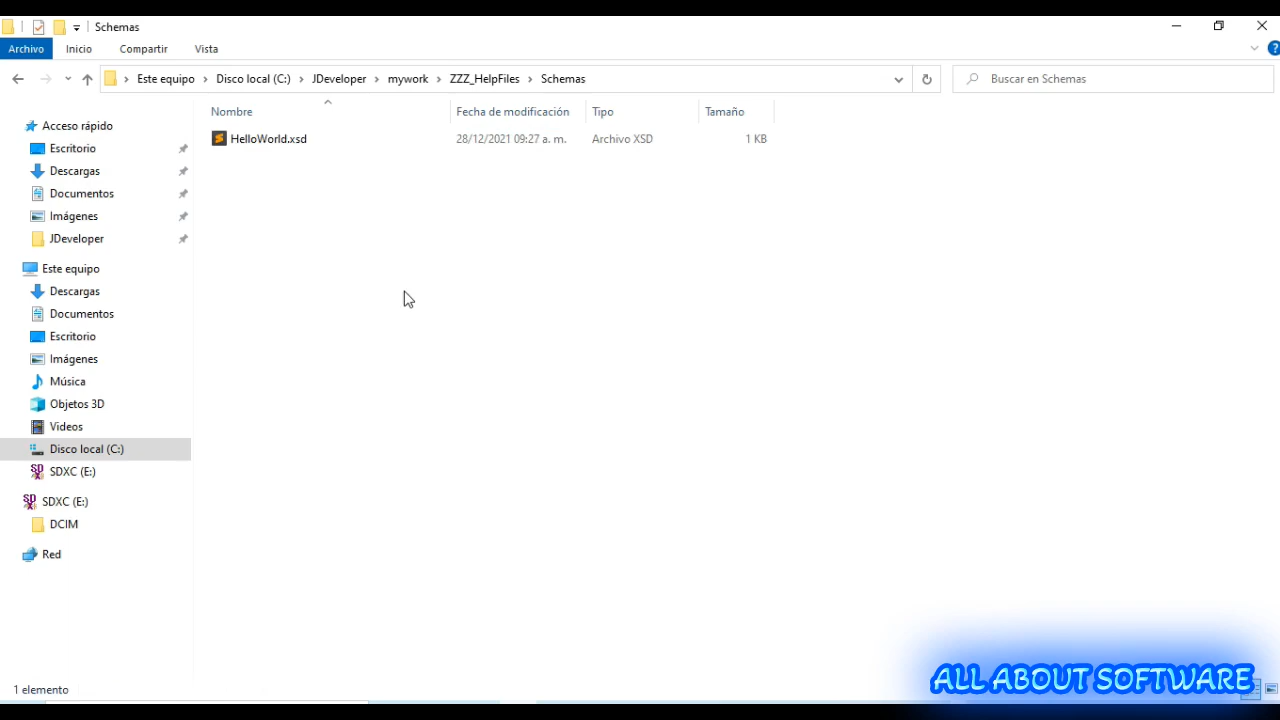 Schemas
Archivo Inicio Compartir Vista
Este equipo Disco local (C:) JDeveloper mywork ZZZ_HelpFiles Schemas
Buscar en Schemas
Nombre Fecha de modificación Tipo Tamaño
HelloWorld.xsd 28/12/2021 09:27 a. m. Archivo XSD 1 KB
Acceso rápido
Escritorio
Descargas
Documentos
Imágenes
JDeveloper
Este equipo
Descargas
Documentos
Escritorio
Imágenes
Música
Objetos 3D
Videos
Disco local (C:)
SDXC (E:)
SDXC (E:)
DCIM
Red
1 elemento
ALL ABOUT SOFTWARE